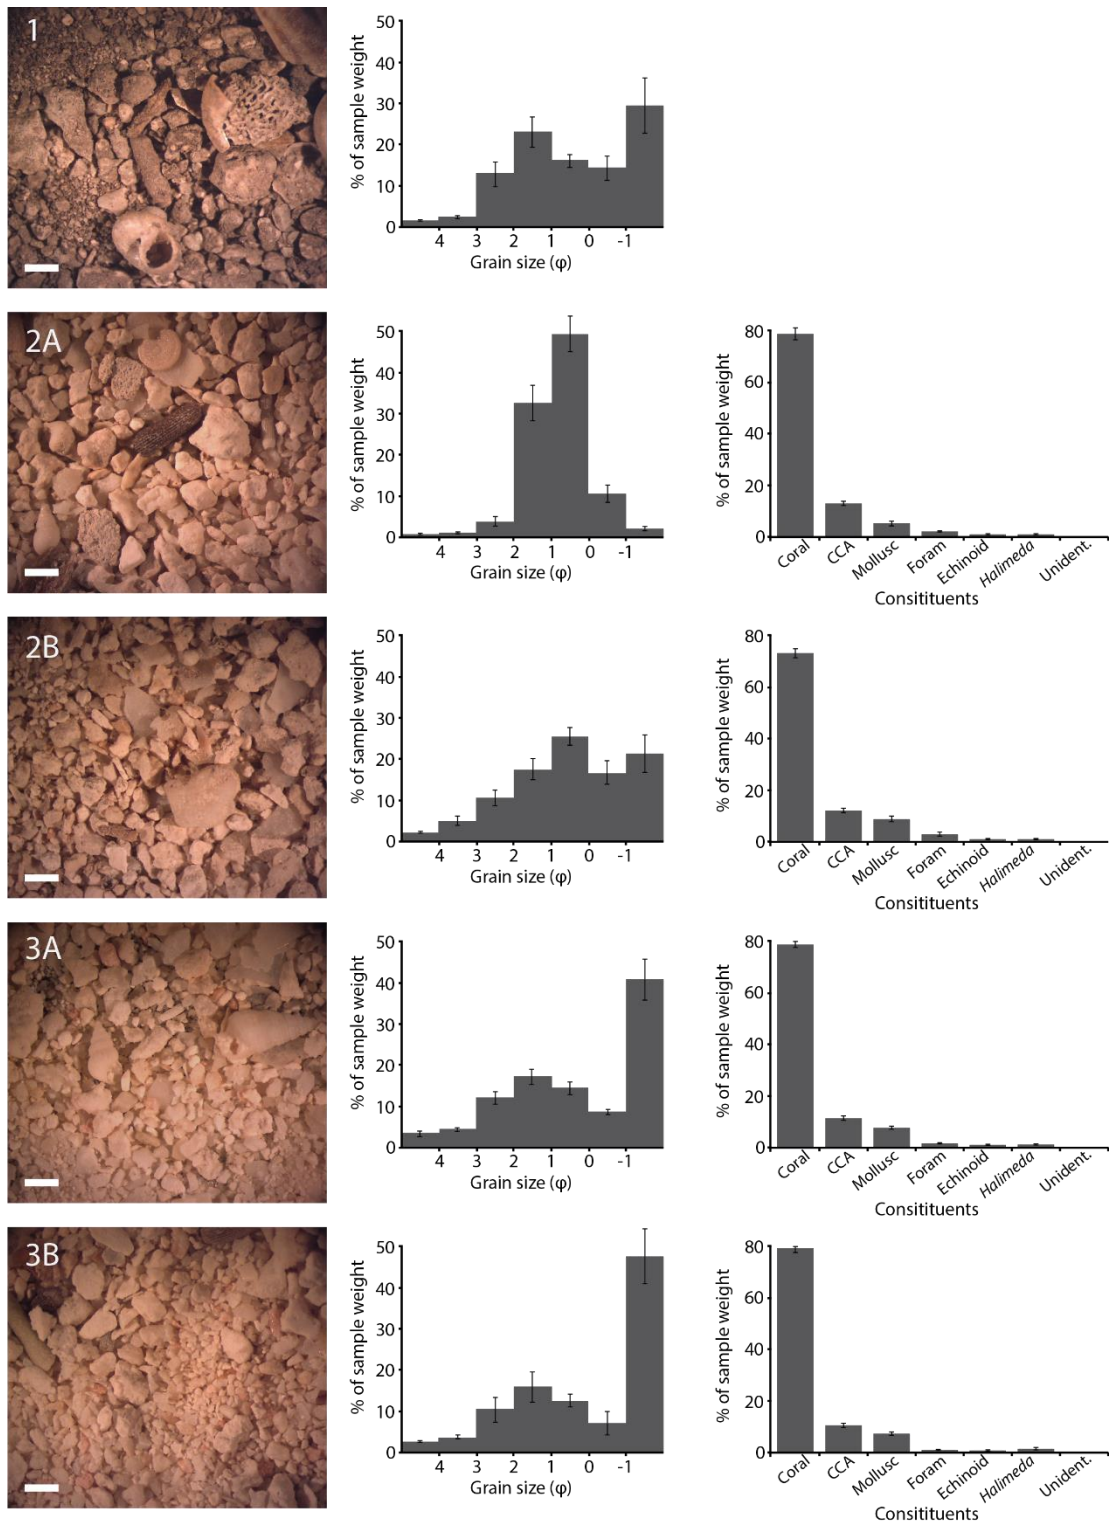 1
% of sample weight
50
40
30
20
10
0
4 3 2 1 0 -1
Grain size (φ)
2A
% of sample weight
50
40
30
20
10
0
4 3 2 1 0 -1
Grain size (φ)
% of sample weight
80
60
40
20
0
Coral CCA Mollusc Foram Echinoid Halimeda Unident.
Consitituents
2B
% of sample weight
50
40
30
20
10
0
4 3 2 1 0 -1
Grain size (φ)
% of sample weight
80
60
40
20
0
Coral CCA Mollusc Foram Echinoid Halimeda Unident.
Consitituents
3A
% of sample weight
50
40
30
20
10
0
4 3 2 1 0 -1
Grain size (φ)
% of sample weight
80
60
40
20
0
Coral CCA Mollusc Foram Echinoid Halimeda Unident.
Consitituents
3B
% of sample weight
50
40
30
20
10
0
4 3 2 1 0 -1
Grain size (φ)
% of sample weight
80
60
40
20
0
Coral CCA Mollusc Foram Echinoid Halimeda Unident.
Consitituents